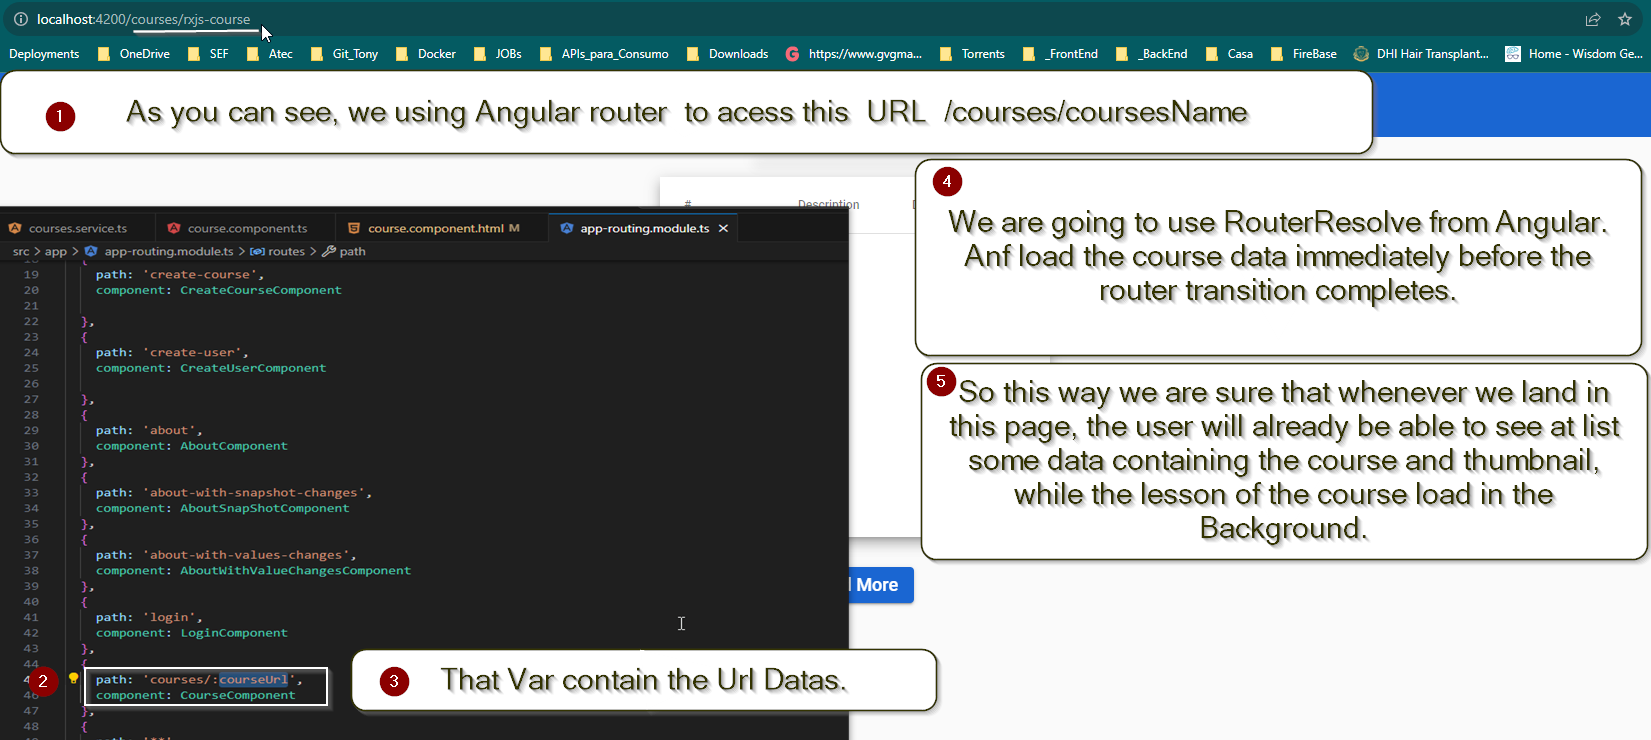 localhost:4200/courses/rxjs-course
Deployments OneDrive SEF Atec Git_Tony Docker JOBs APIs_para_Consumo Downloads https://www.gvgma... Torrents _FrontEnd _BackEnd Casa FireBase DHI Hair Transplant... Home - Wisdom Ge...
1 As you can see, we using Angular router to acess this URL /courses/coursesName
4
We are going to use RouterResolve from Angular.
Anf load the course data immediately before the
router transition completes.
# Description
5 So this way we are sure that whenever we land in
this page, the user will already be able to see at list
some data containing the course and thumbnail,
while the lesson of the course load in the
Background.
More
courses.service.ts course.component.ts course.component.html M app-routing.module.ts
src > app > app-routing.module.ts > routes > path
19 path: 'create-course',
20 component: CreateCourseComponent
21
22 },
23 {
24 path: 'create-user',
25 component: CreateUserComponent
26
27 },
28 {
29 path: 'about',
30 component: AboutComponent
31 },
32 {
33 path: 'about-with-snapshot-changes',
34 component: AboutSnapShotComponent
35 },
36 {
37 path: 'about-with-values-changes',
38 component: AboutWithValueChangesComponent
39 },
40 {
41 path: 'login',
42 component: LoginComponent
43 },
44 {
2 path: 'courses/:courseUrl',
46 component: CourseComponent
47 },
48 {
3 That Var contain the Url Datas.